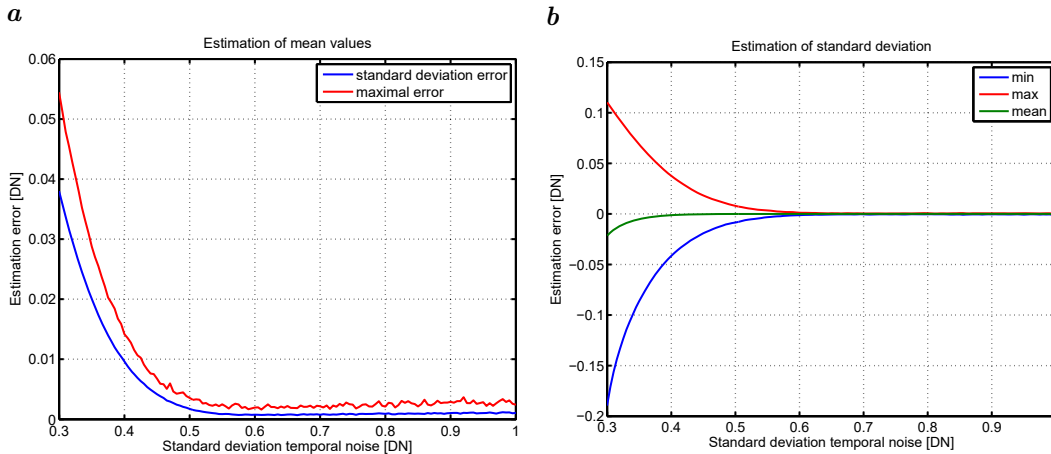 a
Estimation of mean values
0.06
0.05
0.04
0.03
0.02
0.01
0
Estimation error [DN]
standard deviation error
maximal error
0.3 0.4 0.5 0.6 0.7 0.8 0.9 1
Standard deviation temporal noise [DN]
b
Estimation of standard deviation
0.15
0.1
0.05
0
−0.05
−0.1
−0.15
−0.2
Estimation error [DN]
min
max
mean
0.3 0.4 0.5 0.6 0.7 0.8 0.9
Standard deviation temporal noise [DN]